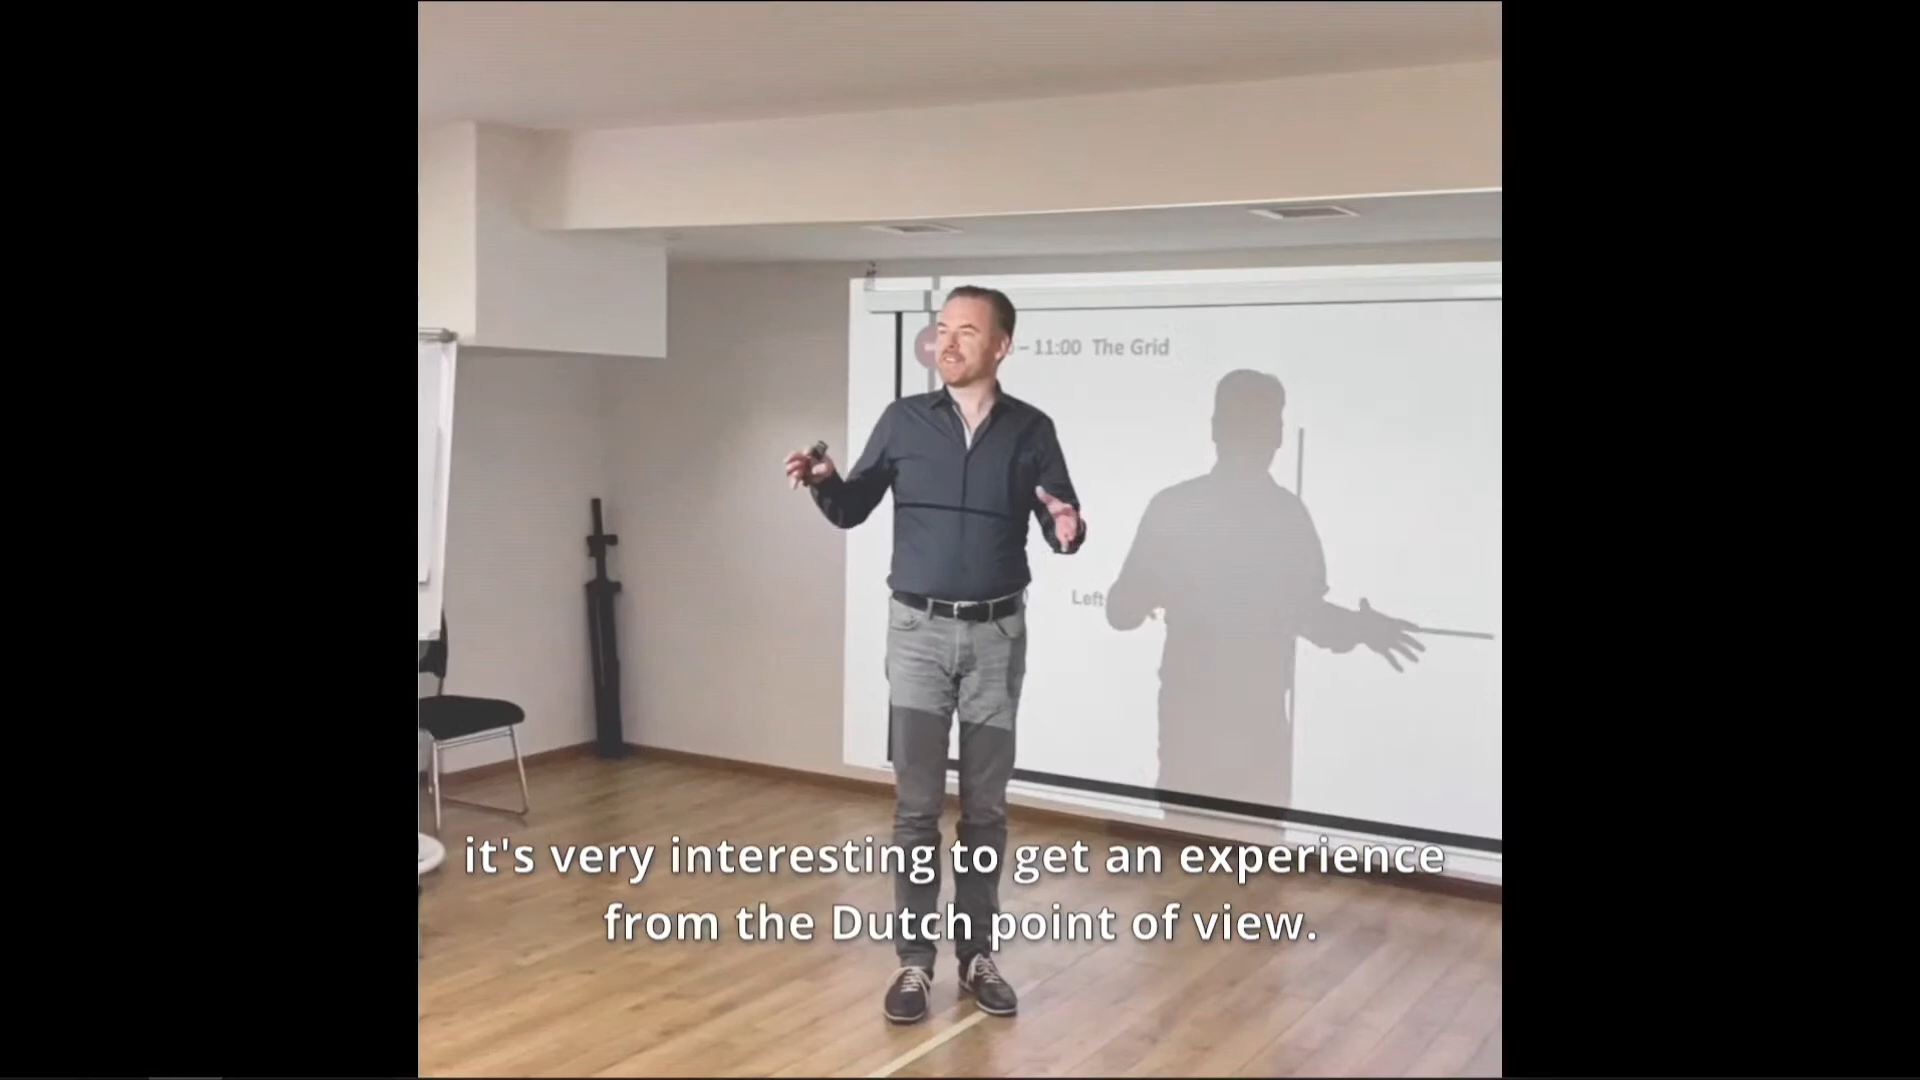 – 11:00 The Grid
Left
it's very interesting to get an experience
from the Dutch point of view.